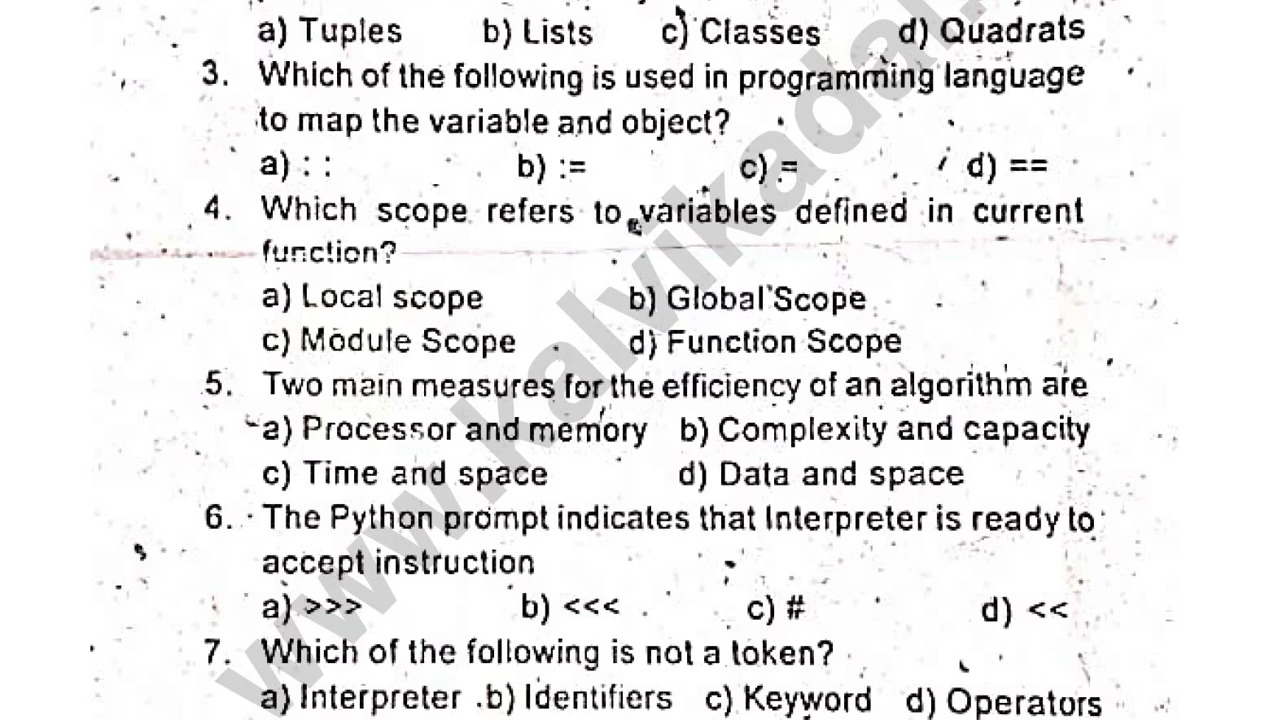 a) Tuples b) Lists c) Classes d) Quadrats
3. Which of the following is used in programming language
to map the variable and object?
a) : : b) := c) = d) ==
4. Which scope refers to variables defined in current
function?
a) Local scope b) Global Scope
c) Module Scope d) Function Scope
5. Two main measures for the efficiency of an algorithm are
a) Processor and memory b) Complexity and capacity
c) Time and space d) Data and space
6. The Python prompt indicates that Interpreter is ready to
accept instruction
a) >>> b) <<< c) # d) <<
7. Which of the following is not a token?
a) Interpreter b) Identifiers c) Keyword d) Operators
www.kalvikadal.